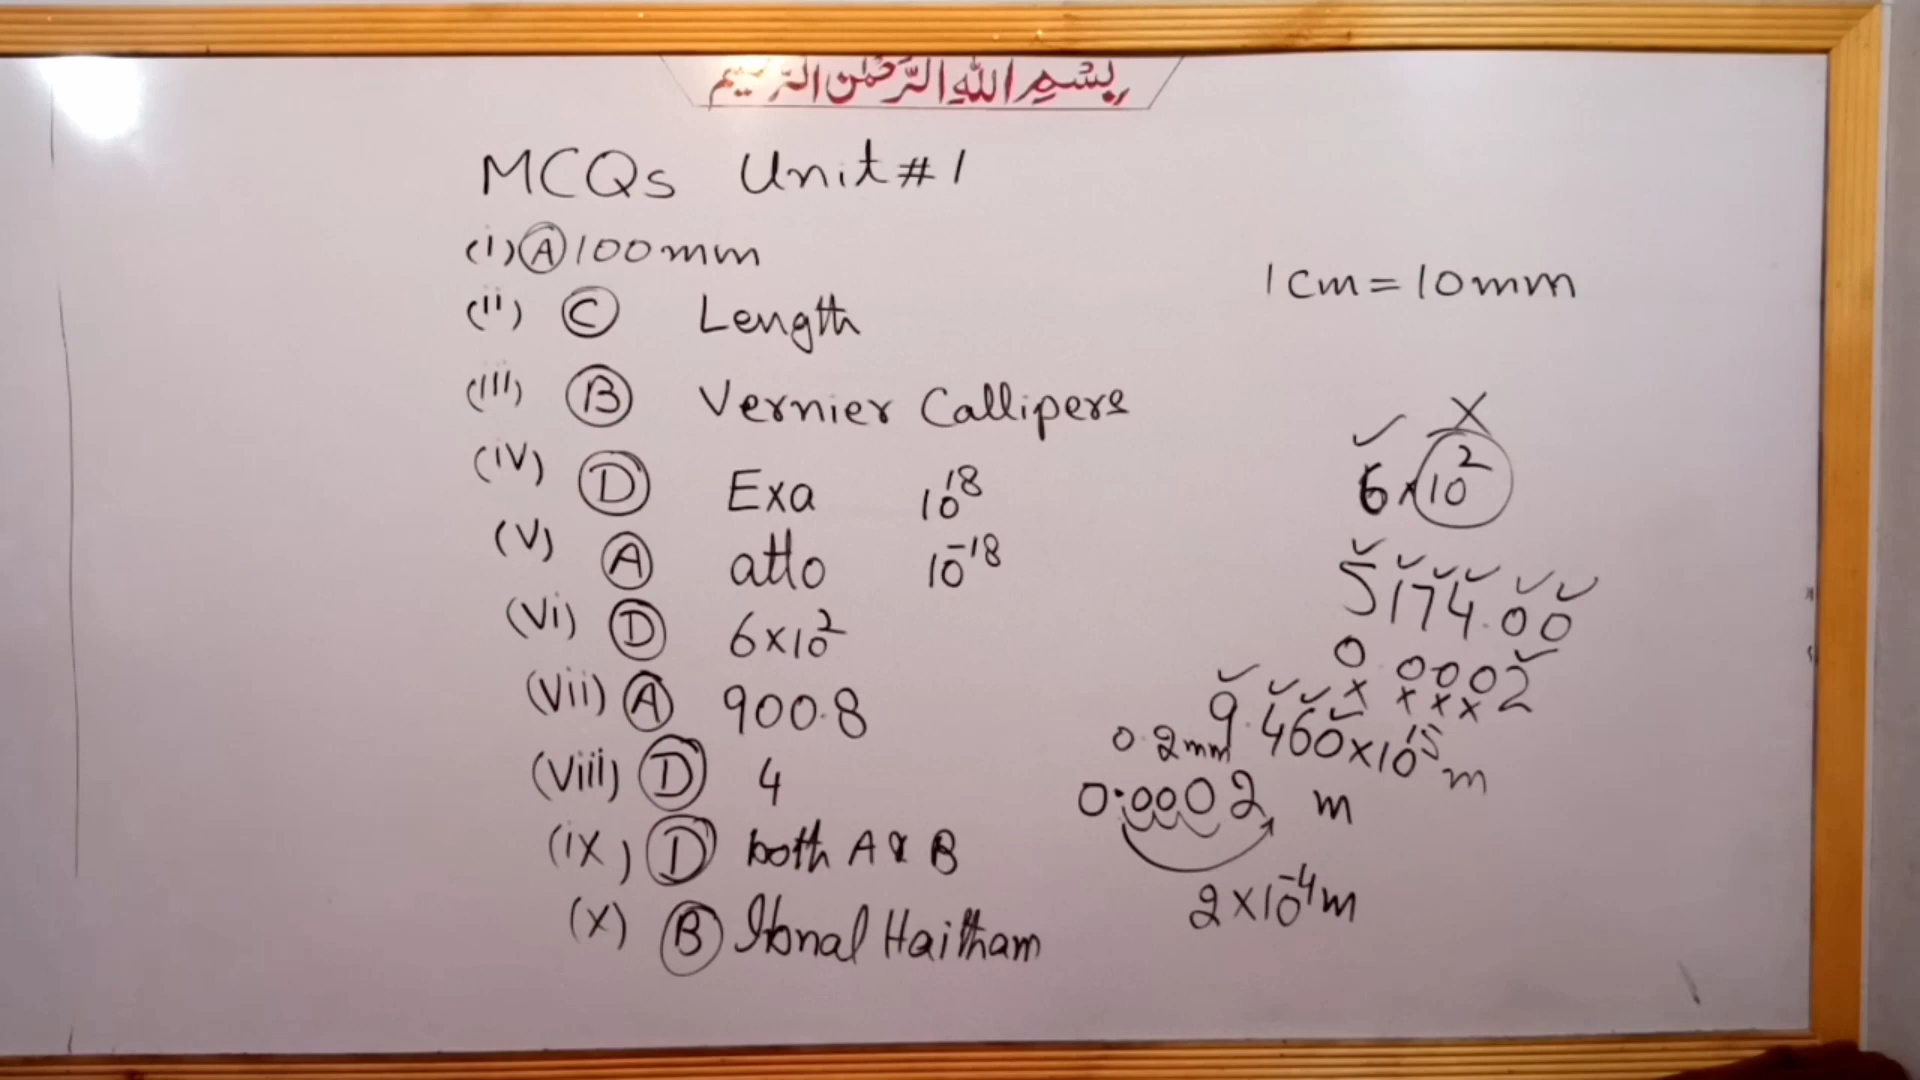 بِسْمِ اللهِ الرَّحْمٰنِ الرَّحِيْمِ
MCQs Unit #1
(i) A 100mm
(ii) C Length
(iii) B Vernier Callipers
(iv) D Exa 10^18
(v) A atto 10^-18
(vi) D 6×10^2
(vii) A 900.8
(viii) D 4
(ix) D both A & B
(x) B Ibnal Haitham
1cm = 10mm
✓ X
6×10^2
✓ ✓ ✓ ✓ ✓ ✓
5174.00
0.0002 ✓
x x x x
✓ ✓ ✓ ✓
9.460×10^15 m
0.2mm
0.0002 m
2×10^-4 m